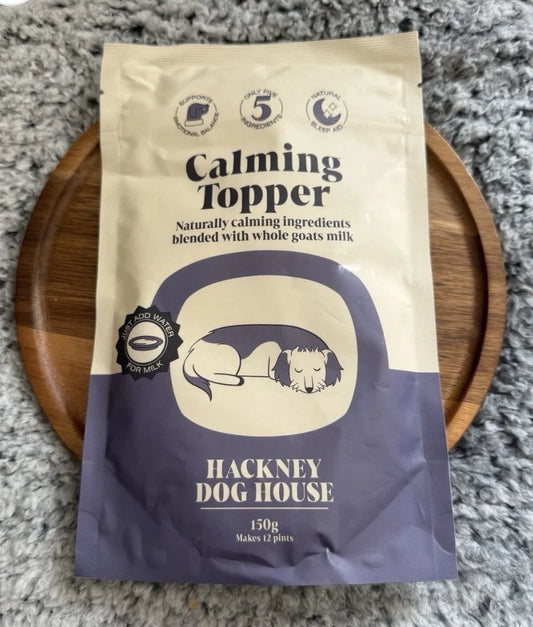 SUPPORTS
EMOTIONAL BALANCE
ONLY FIVE
5
INGREDIENTS
NATURAL
SLEEP AID
Calming
Topper
Naturally calming ingredients
blended with whole goats milk
JUST ADD WATER
FOR MILK
HACKNEY
DOG HOUSE
150g
Makes 12 pints